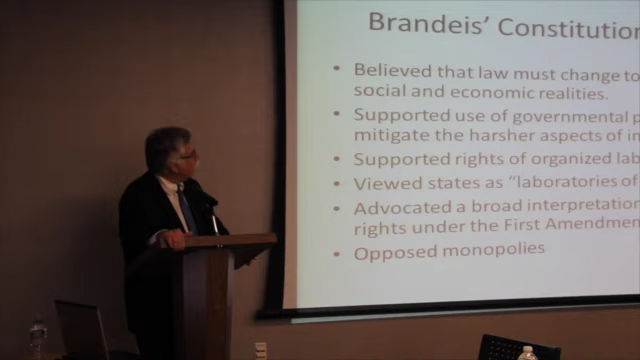 Brandeis' Constitution
• Believed that law must change to
social and economic realities.
• Supported use of governmental p
mitigate the harsher aspects of in
• Supported rights of organized lab
• Viewed states as "laboratories of
• Advocated a broad interpretation
rights under the First Amendmen
• Opposed monopolies